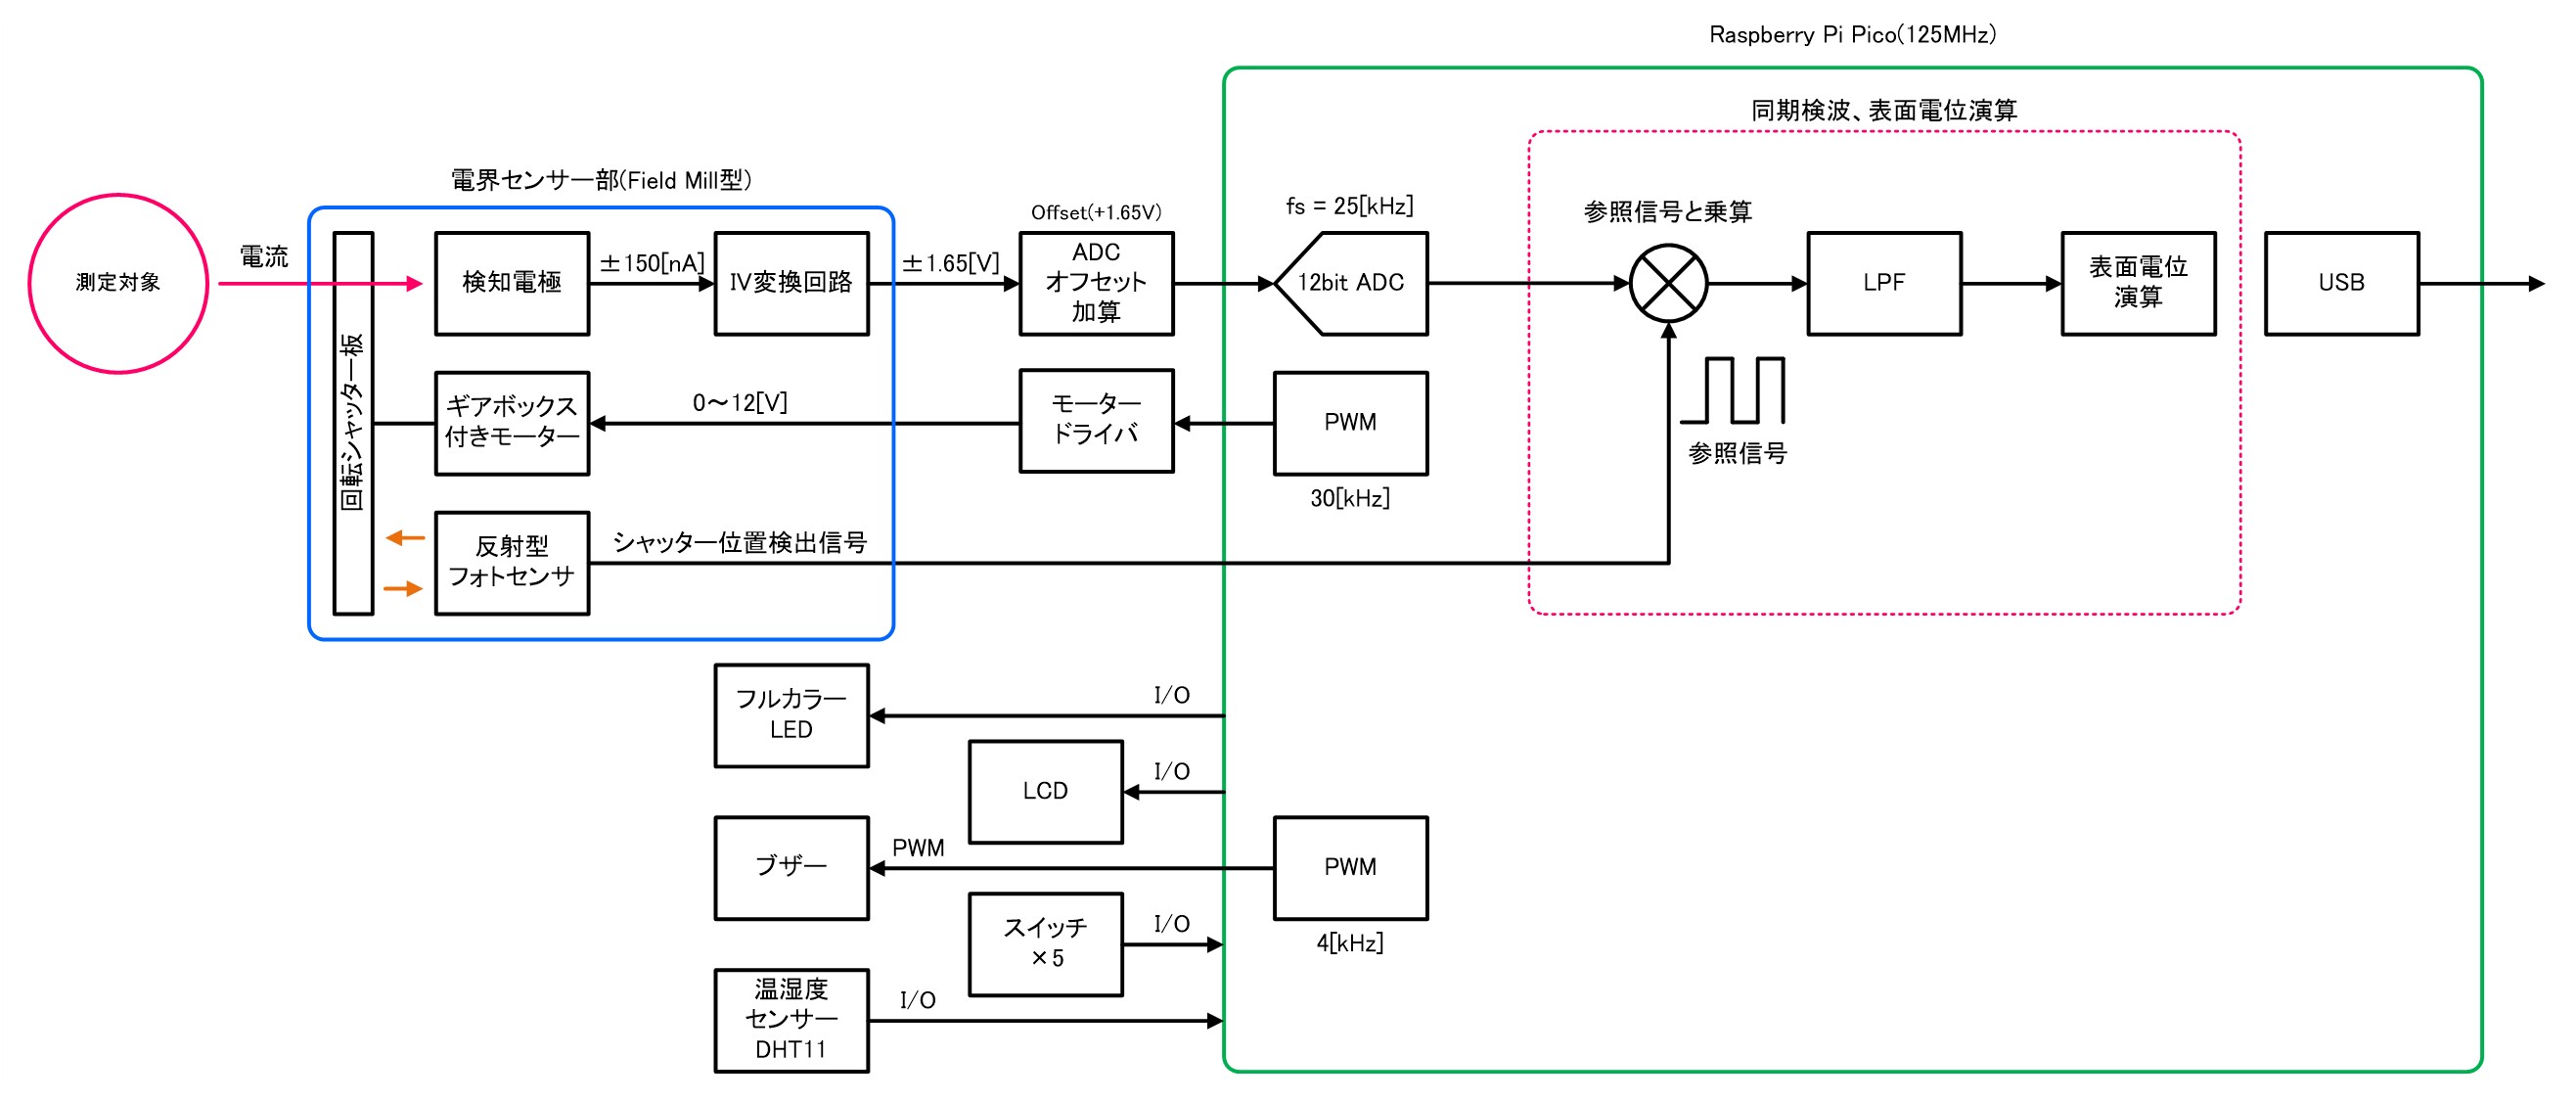 Raspberry Pi Pico(125MHz)
同期検波、表面電位演算
電界センサー部(Field Mill型)
測定対象
電流
回転シャッター板
検知電極
±150[nA]
IV変換回路
±1.65[V]
Offset(+1.65V)
ADC
オフセット
加算
fs = 25[kHz]
12bit ADC
参照信号と乗算
LPF
表面電位
演算
USB
ギアボックス
付きモーター
0～12[V]
モーター
ドライバ
PWM
30[kHz]
参照信号
反射型
フォトセンサ
シャッター位置検出信号
フルカラー
LED
I/O
LCD
I/O
ブザー
PWM
PWM
4[kHz]
スイッチ
×5
I/O
温湿度
センサー
DHT11
I/O